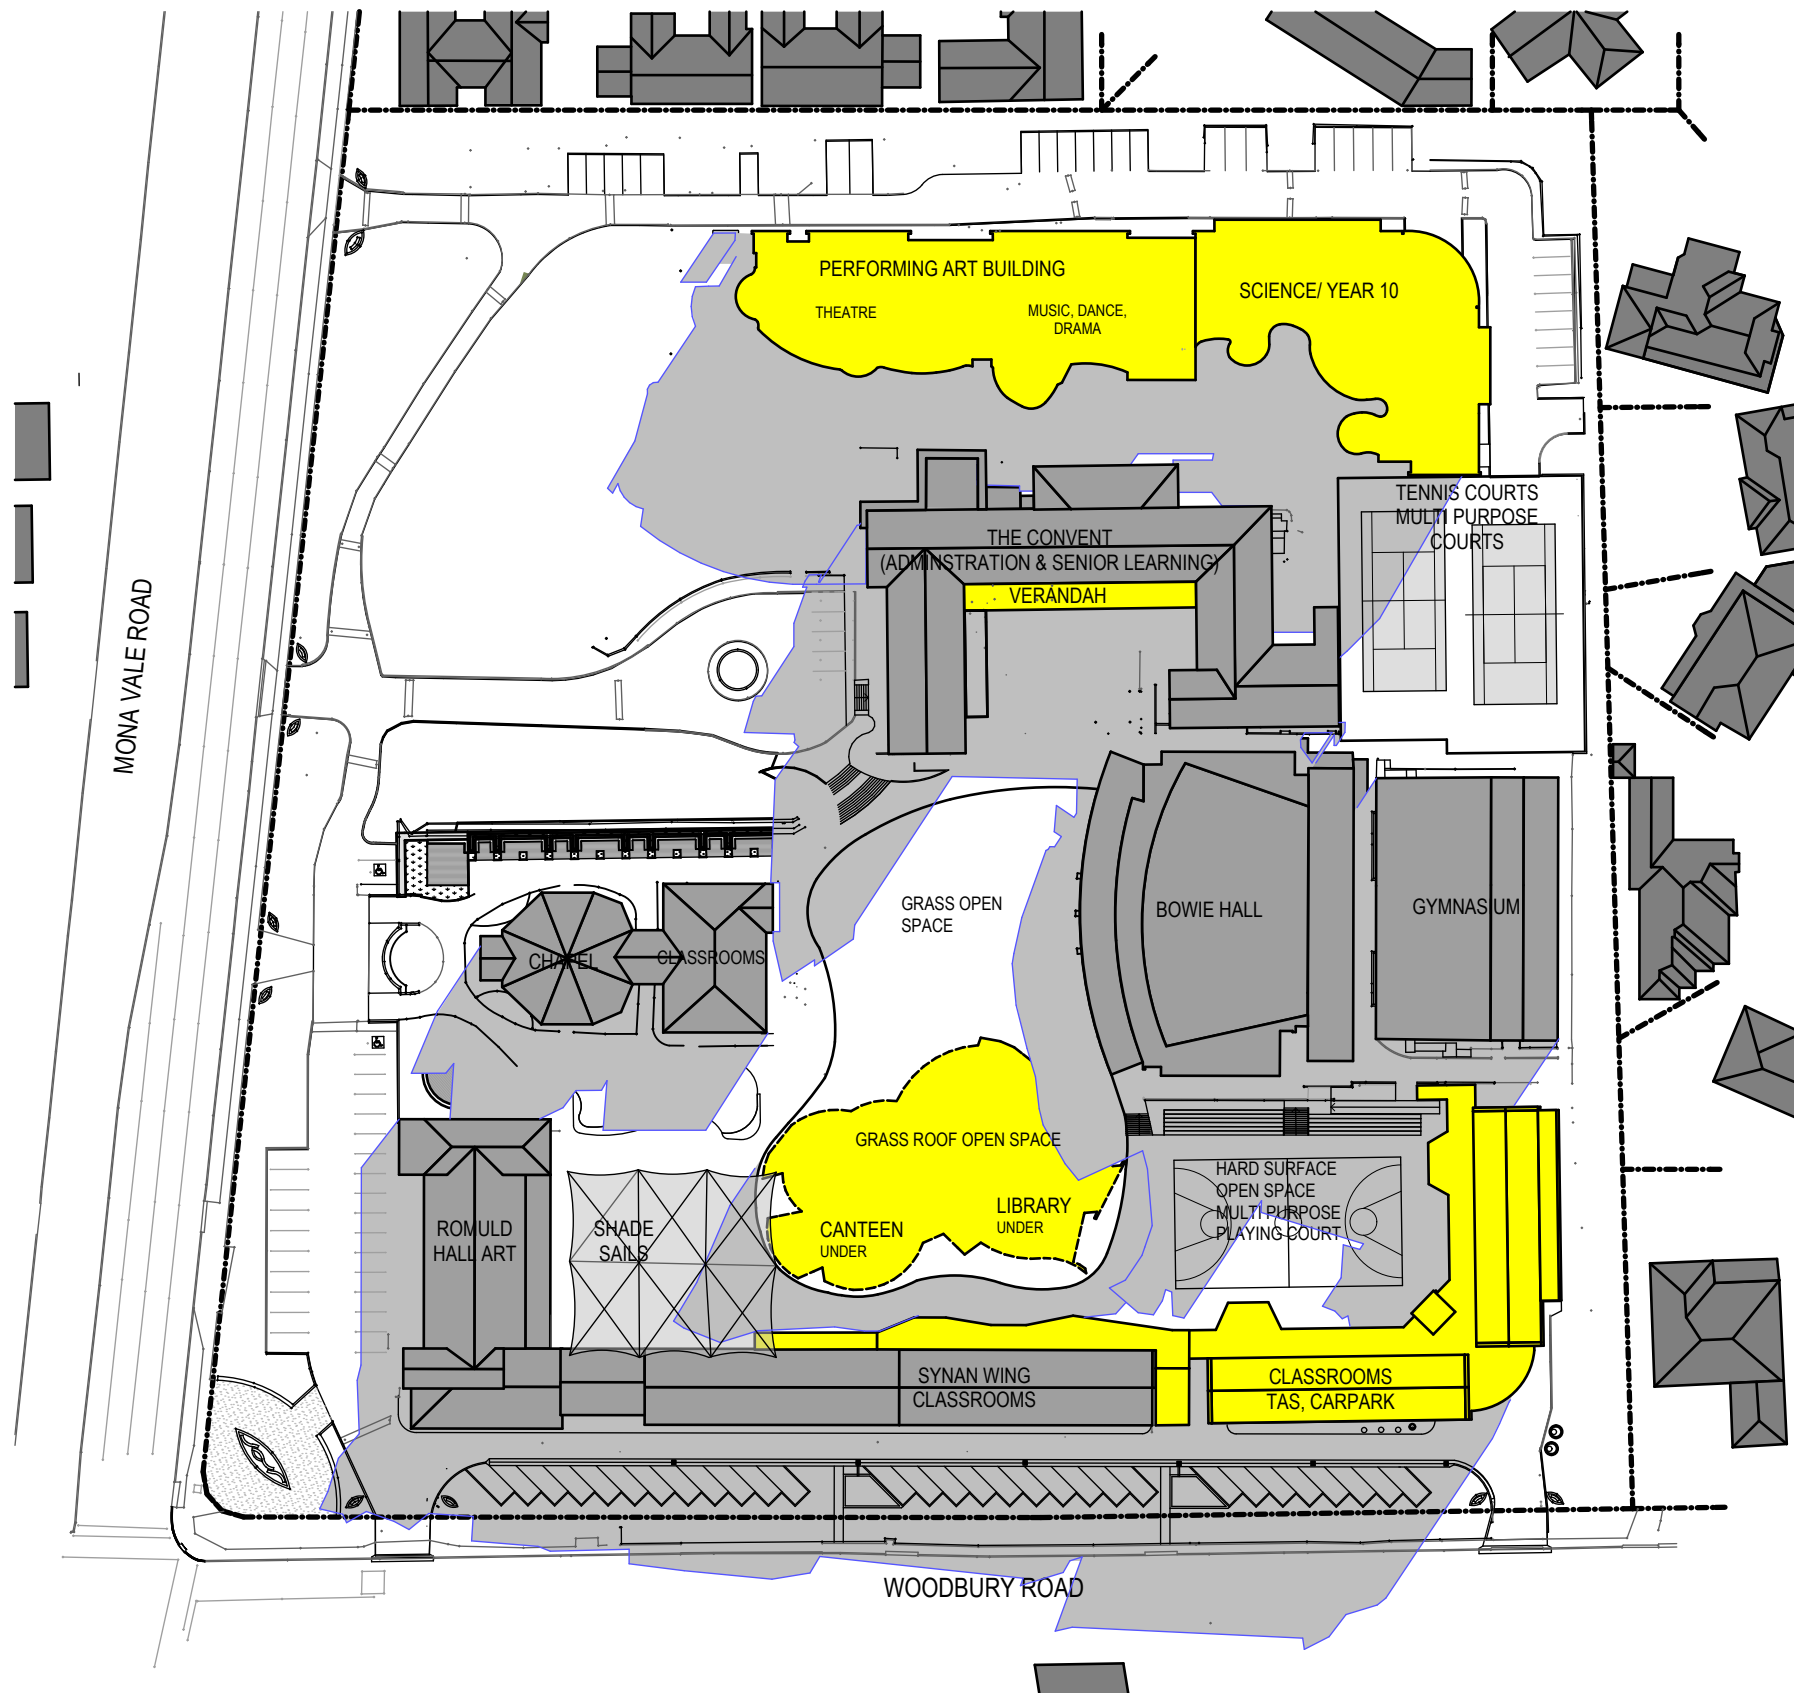 PERFORMING ART BUILDING
THEATRE
MUSIC, DANCE,
DRAMA
SCIENCE/ YEAR 10
TENNIS COURTS
MULTI PURPOSE
COURTS
THE CONVENT
(ADMINSTRATION & SENIOR LEARNING)
VERANDAH
MONA VALE ROAD
GRASS OPEN
SPACE
BOWIE HALL
GYMNASIUM
CHAPEL
CLASSROOMS
GRASS ROOF OPEN SPACE
HARD SURFACE
OPEN SPACE
MULTI PURPOSE
PLAYING COURT
LIBRARY
UNDER
CANTEEN
UNDER
ROMULD
HALL ART
SHADE
SAILS
SYNAN WING
CLASSROOMS
CLASSROOMS
TAS, CARPARK
WOODBURY ROAD